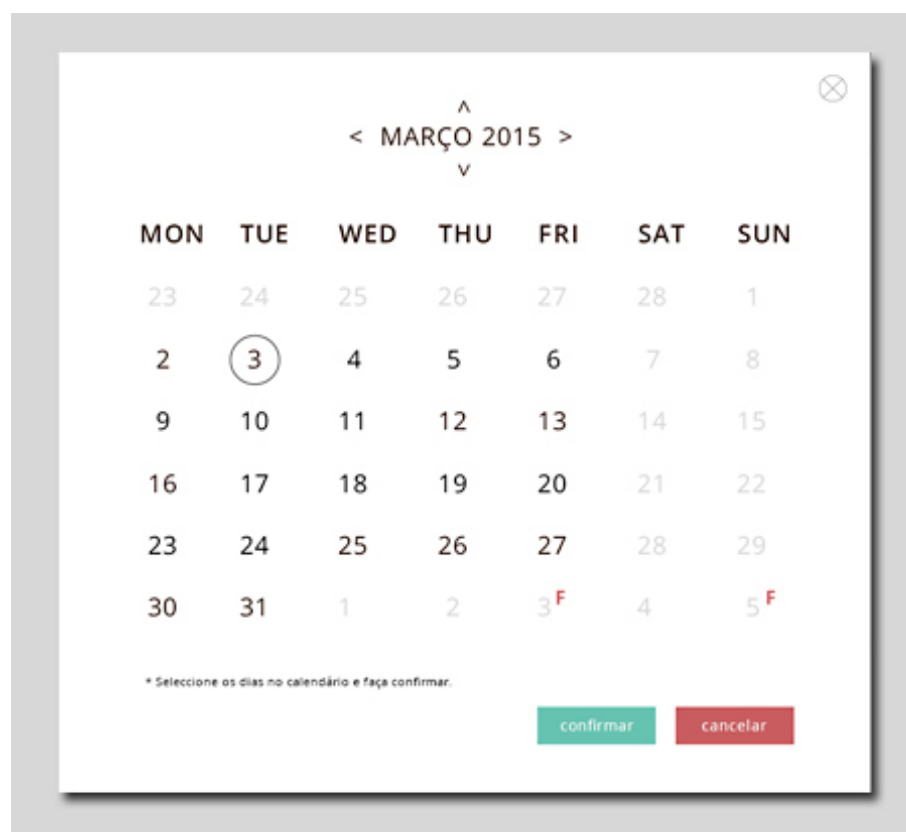 ^
< MARÇO 2015 >
v
MON TUE WED THU FRI SAT SUN
23 24 25 26 27 28 1
2 3 4 5 6 7 8
9 10 11 12 13 14 15
16 17 18 19 20 21 22
23 24 25 26 27 28 29
30 31 1 2 3 F 4 5 F
* Seleccione os dias no calendário e faça confirmar.
confirmar cancelar